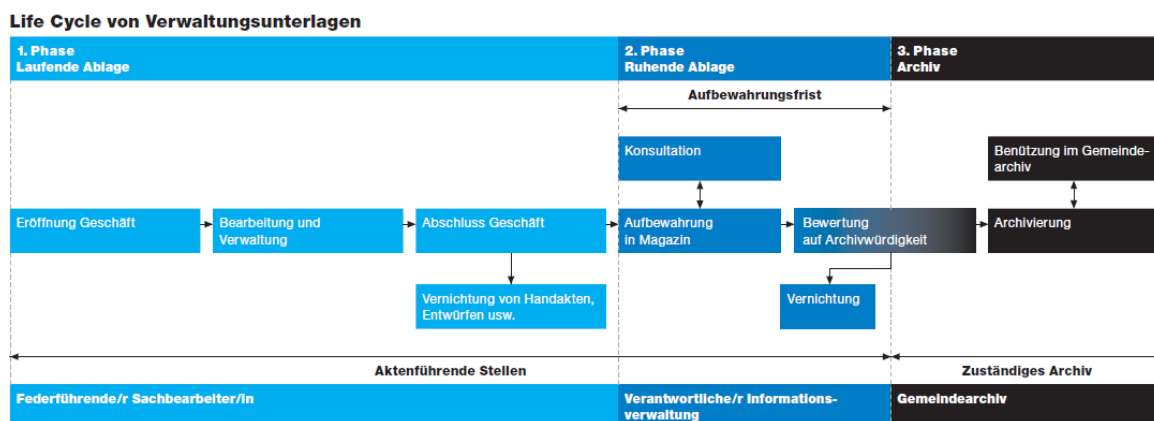 Life Cycle von Verwaltungsunterlagen
1. Phase
Laufende Ablage
2. Phase
Ruhende Ablage
3. Phase
Archiv
Aufbewahrungsfrist
Konsultation
Benützung im Gemeinde-
archiv
Eröffnung Geschäft
Bearbeitung und
Verwaltung
Abschluss Geschäft
Aufbewahrung
in Magazin
Bewertung
auf Archivwürdigkeit
Archivierung
Vernichtung von Handakten,
Entwürfen usw.
Vernichtung
Aktenführende Stellen
Zuständiges Archiv
Federführende/r Sachbearbeiter/in
Verantwortliche/r Informations-
verwaltung
Gemeindearchiv